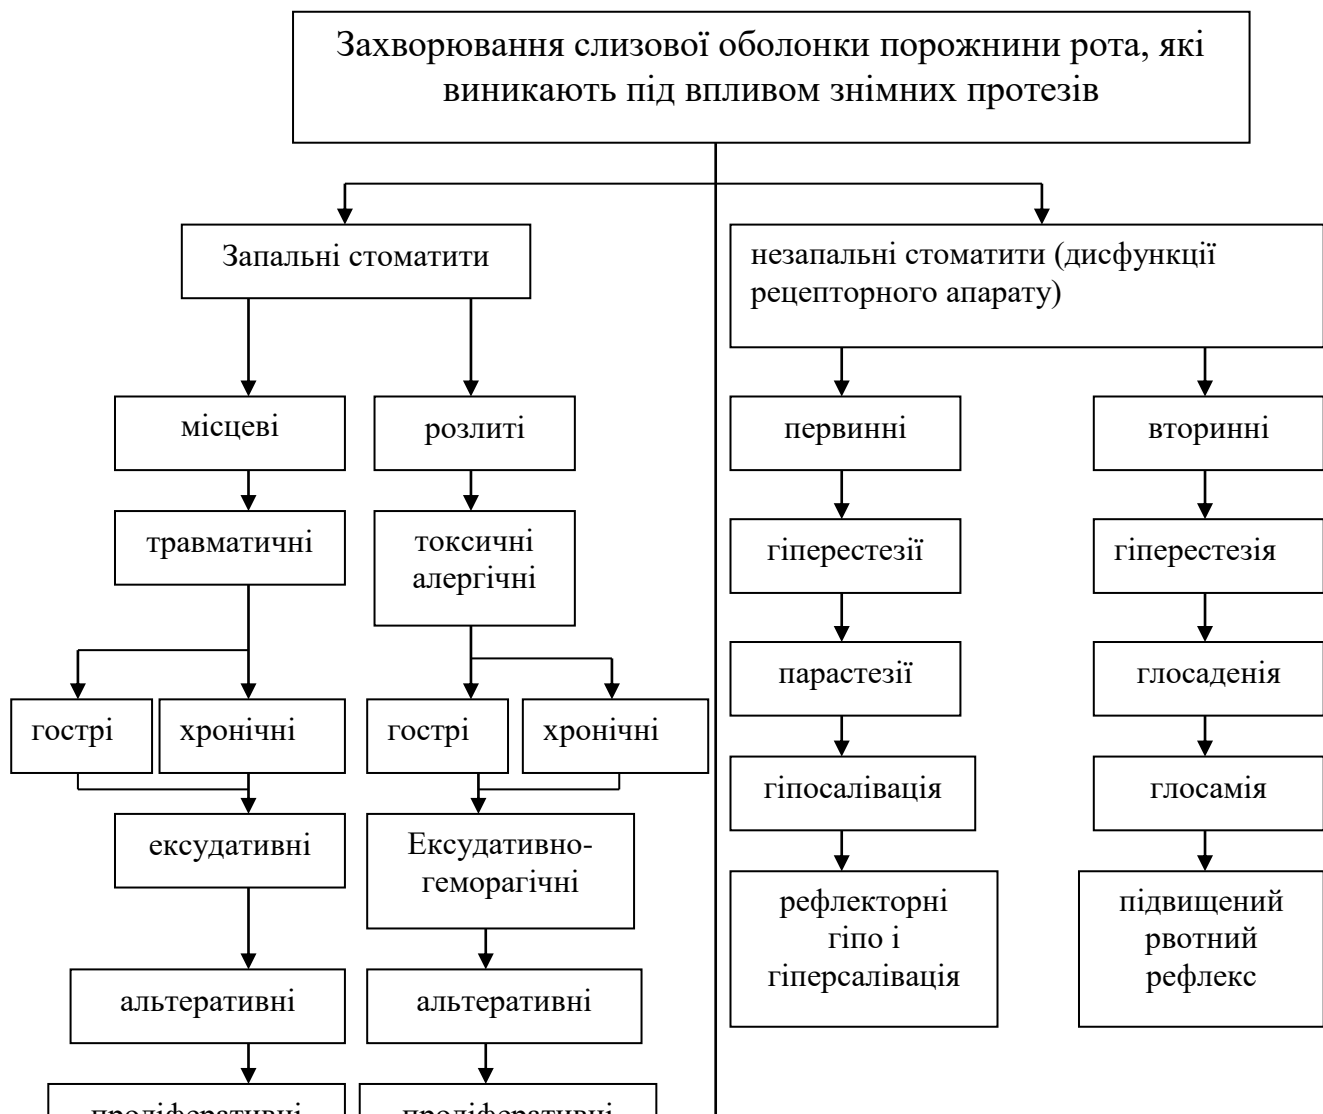 Захворювання слизової оболонки порожнини рота, які
виникають під впливом знімних протезів
Запальні стоматити
незапальні стоматити (дисфункції
рецепторного апарату)
місцеві
розлиті
первинні
вторинні
травматичні
токсичні
алергічні
гіперестезії
гіперестезія
парастезії
глосаденія
гострі
хронічні
гострі
хронічні
гіпосалівація
глосамія
ексудативні
Ексудативно-
геморагічні
рефлекторні
гіпо і
гіперсалівація
підвищений
рвотний
рефлекс
альтеративні
альтеративні
проліферативні
проліферативні